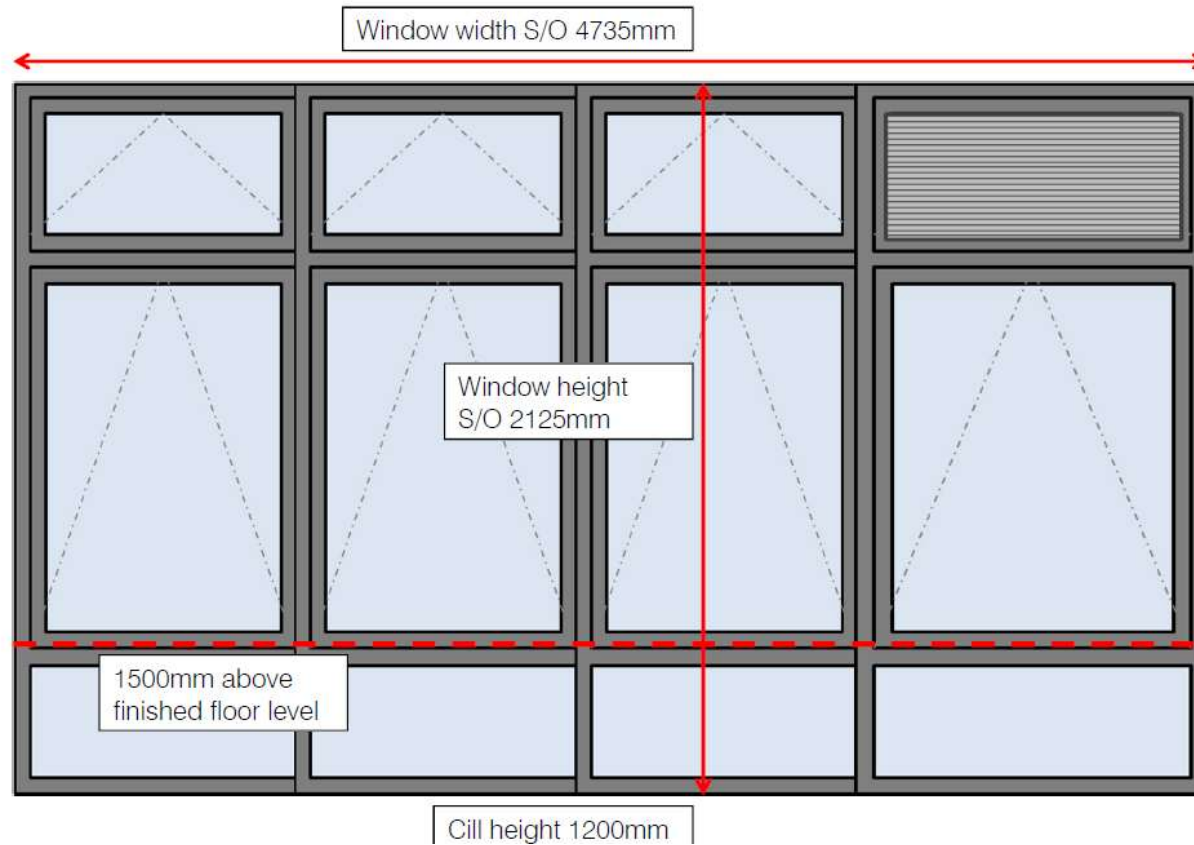 Window width S/O 4735mm
Window height
S/O 2125mm
1500mm above
finished floor level
Cill height 1200mm